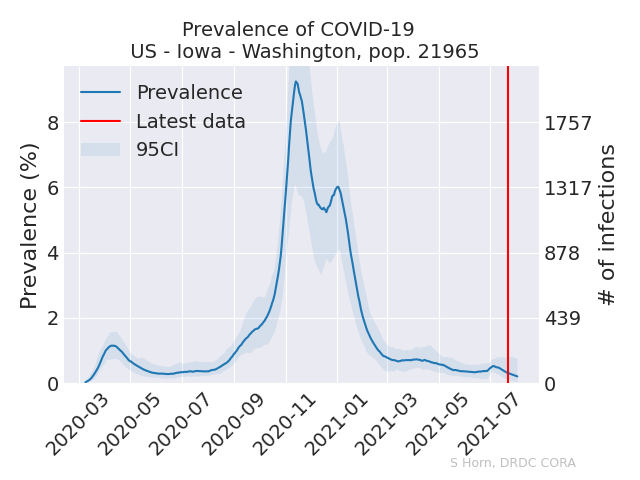 Prevalence of COVID-19
US - Iowa - Washington, pop. 21965
Prevalence
Latest data
95CI
Prevalence (%)
8
6
4
2
0
1757
1317
878
439
0
# of infections
2020-03
2020-05
2020-07
2020-09
2020-11
2021-01
2021-03
2021-05
2021-07
S Horn, DRDC CORA